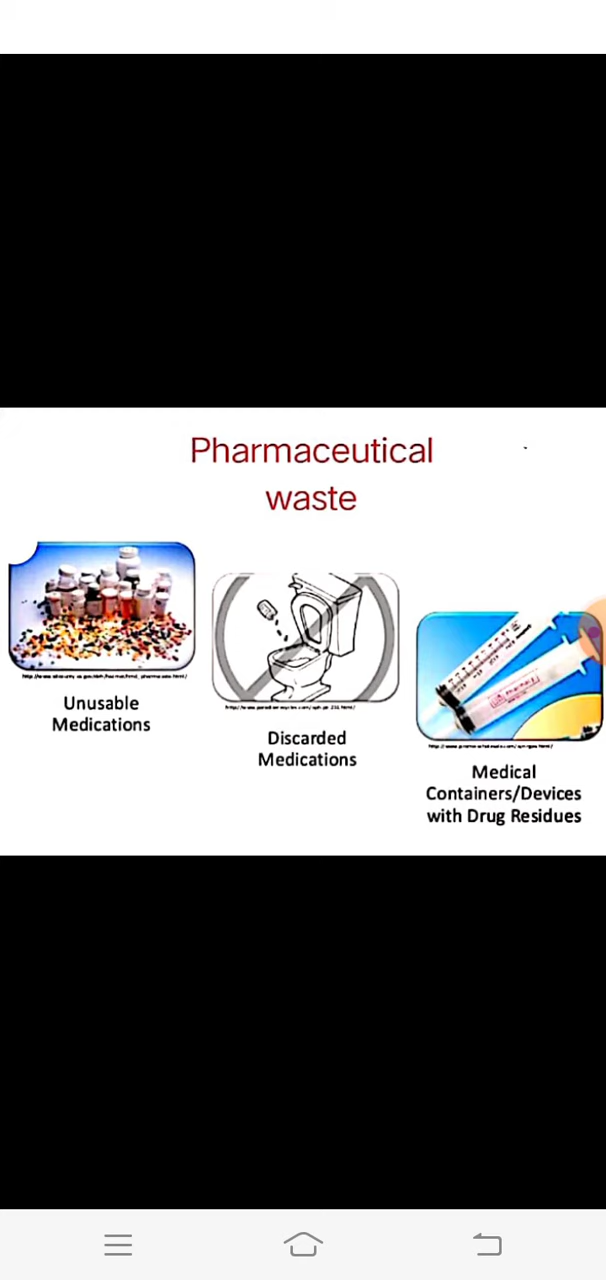 Pharmaceutical
waste
Unusable
Medications
Discarded
Medications
Medical
Containers/Devices
with Drug Residues